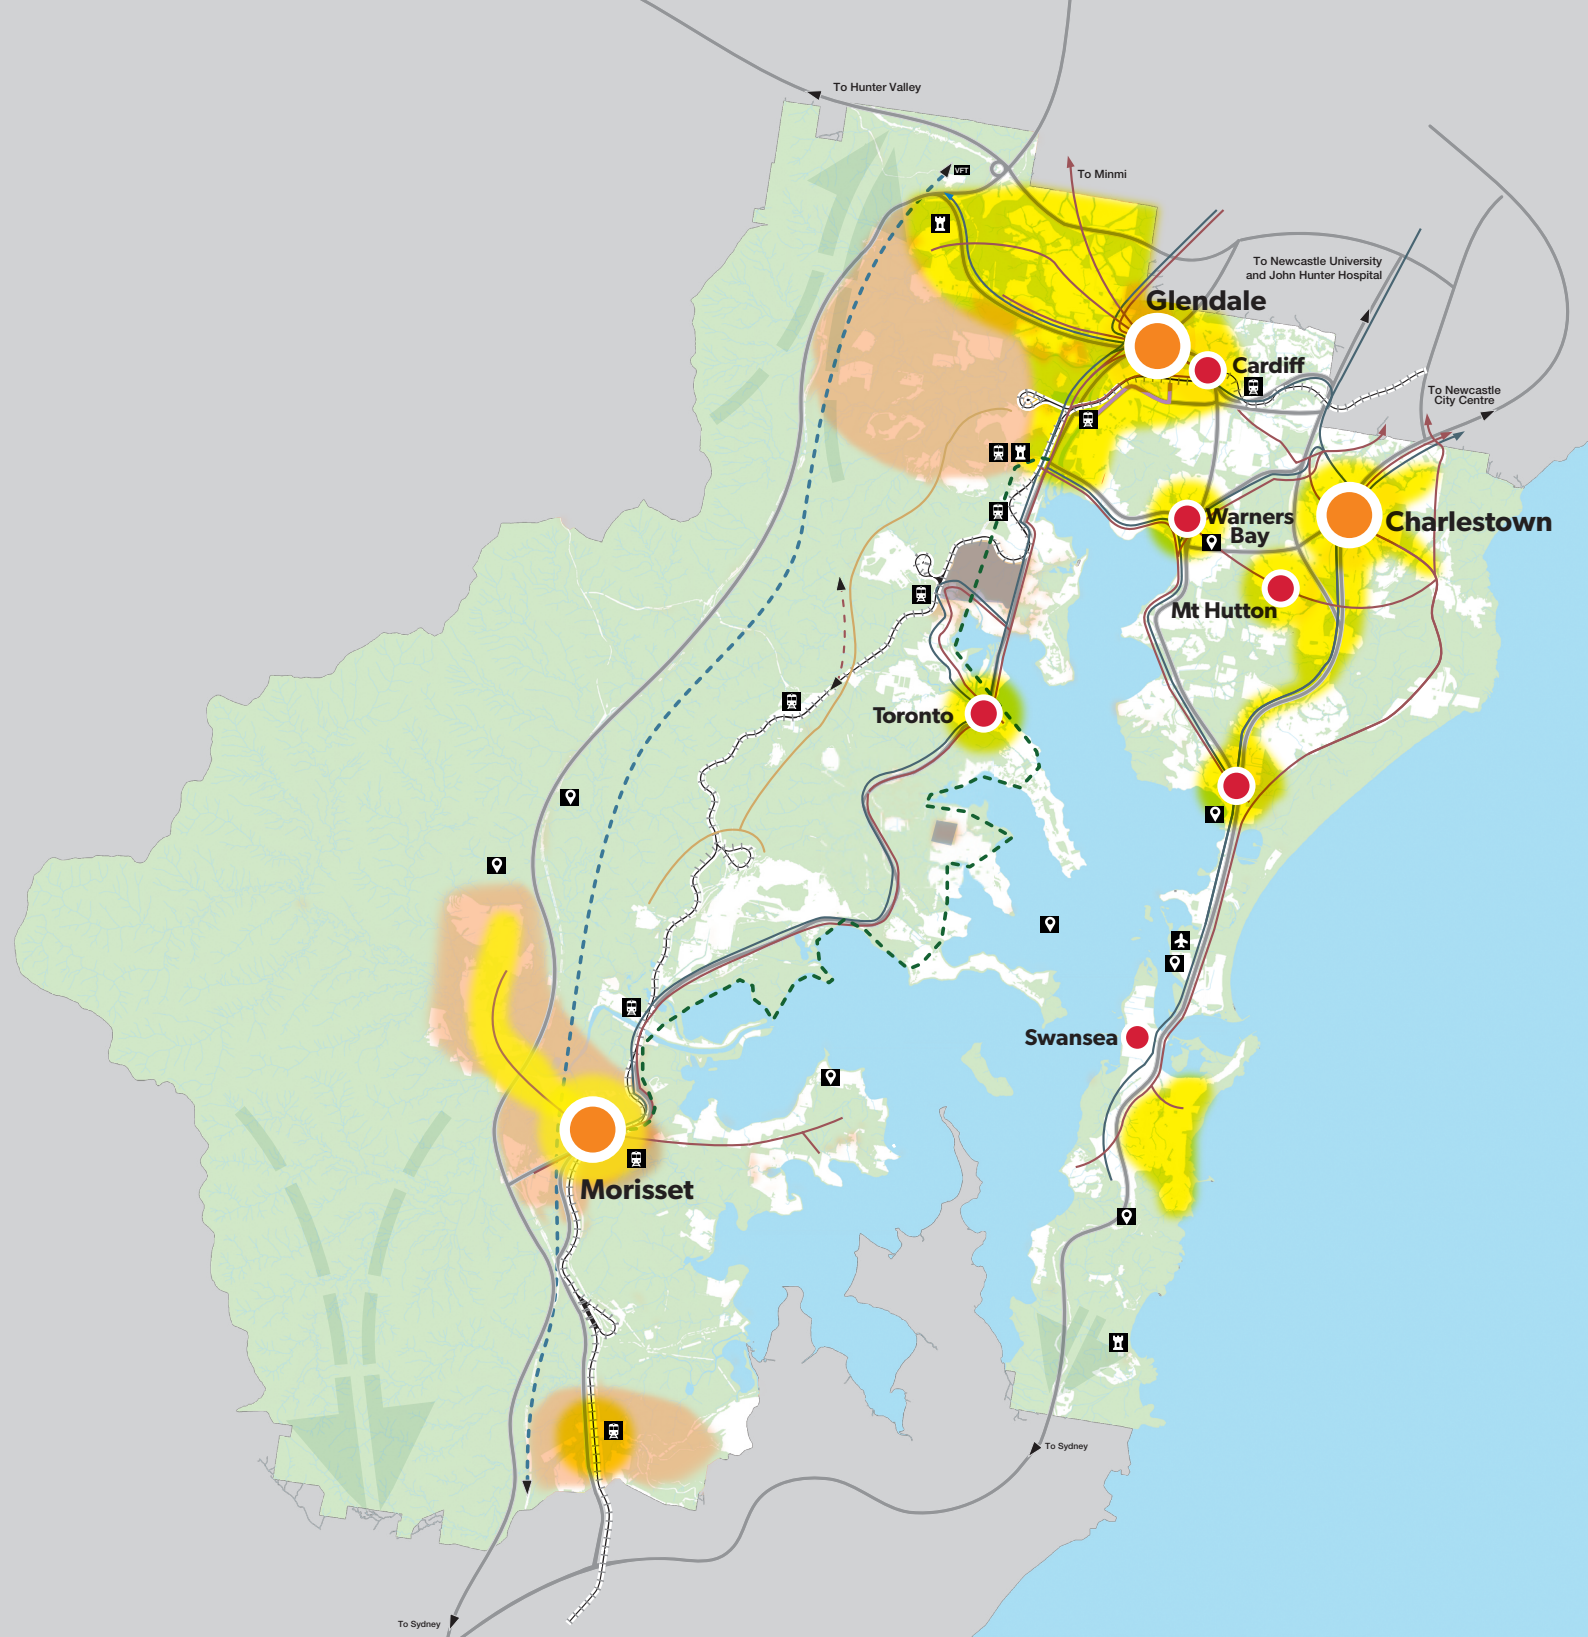 To Hunter Valley
VFT
To Minmi
To Newcastle University
and John Hunter Hospital
Glendale
Cardiff
To Newcastle
City Centre
Warners
Bay
Charlestown
Mt Hutton
Toronto
Swansea
Morisset
To Sydney
To Sydney